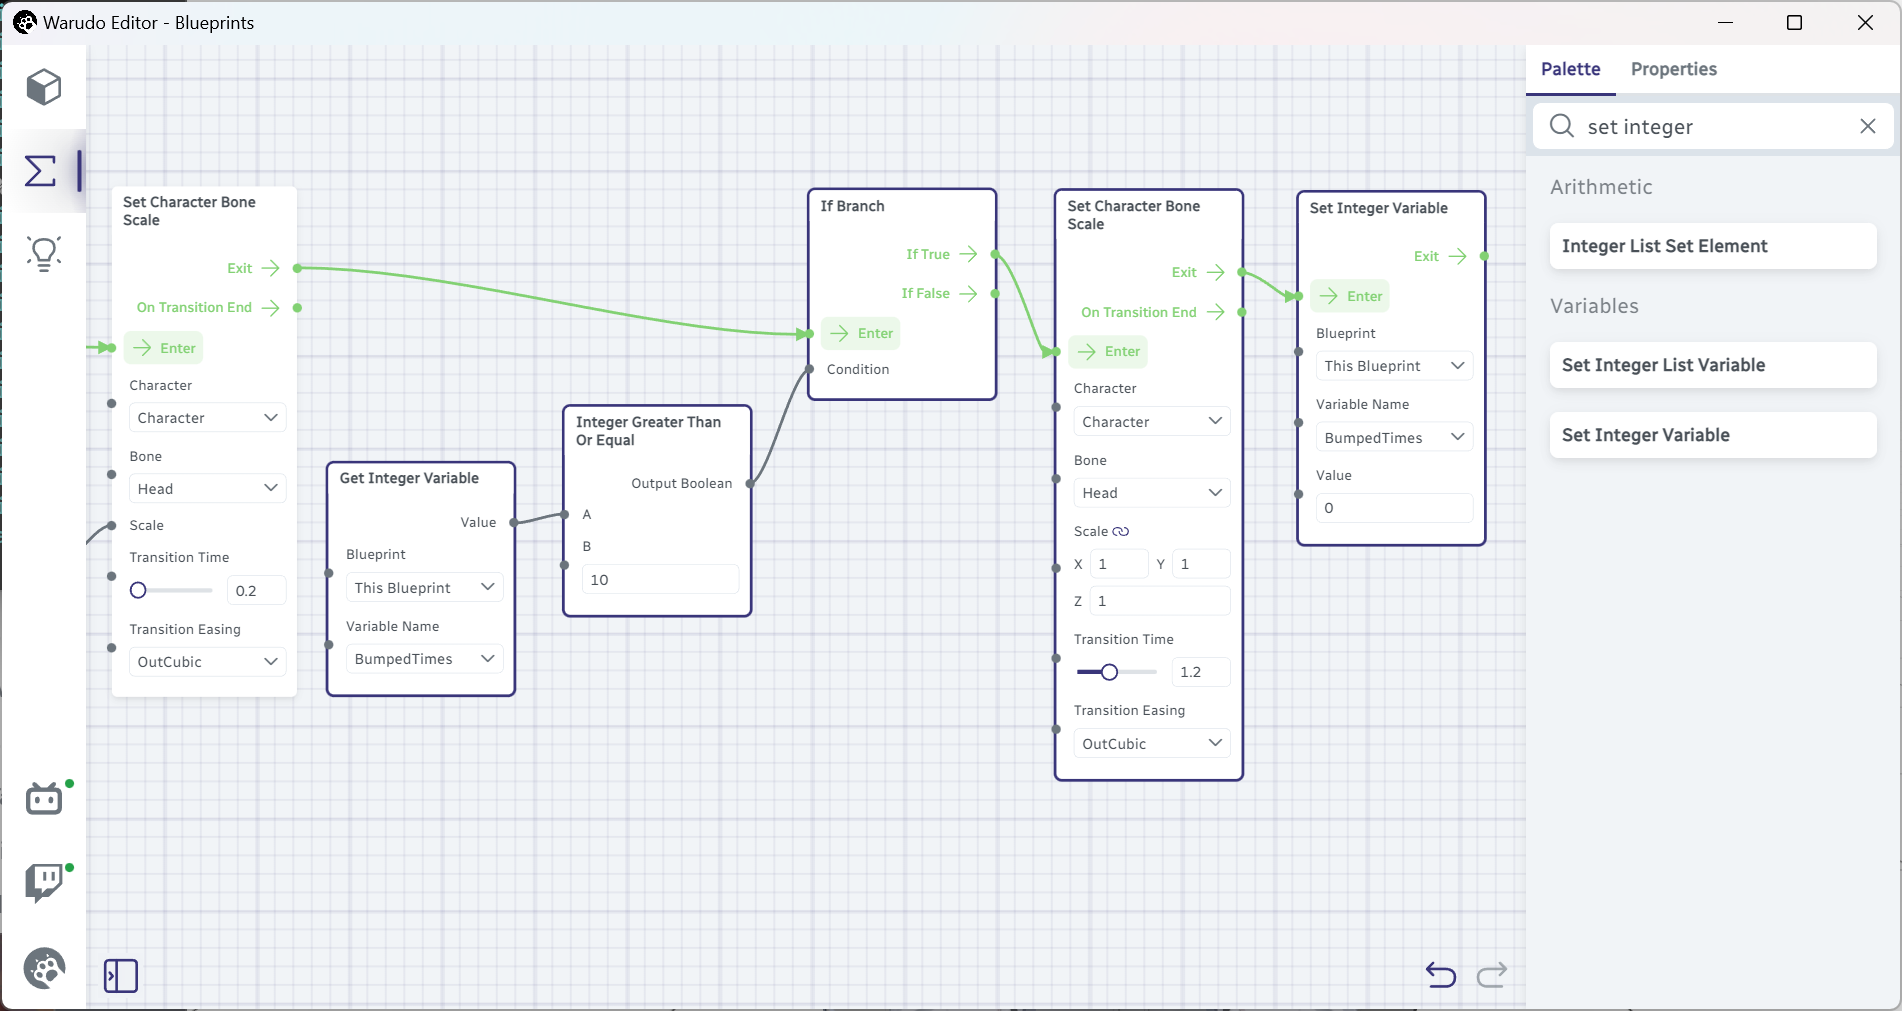 Warudo Editor - Blueprints
Set Character Bone
Scale
Exit
On Transition End
Enter
Character
Character
Bone
Head
Scale
Transition Time
0.2
Transition Easing
OutCubic
Get Integer Variable
Value
Blueprint
This Blueprint
Variable Name
BumpedTimes
Integer Greater Than
Or Equal
Output Boolean
A
B
10
If Branch
If True
If False
Enter
Condition
Set Character Bone
Scale
Exit
On Transition End
Enter
Character
Character
Bone
Head
Scale
X 1 Y 1
Z 1
Transition Time
1.2
Transition Easing
OutCubic
Set Integer Variable
Exit
Enter
Blueprint
This Blueprint
Variable Name
BumpedTimes
Value
0
Palette Properties
set integer
Arithmetic
Integer List Set Element
Variables
Set Integer List Variable
Set Integer Variable